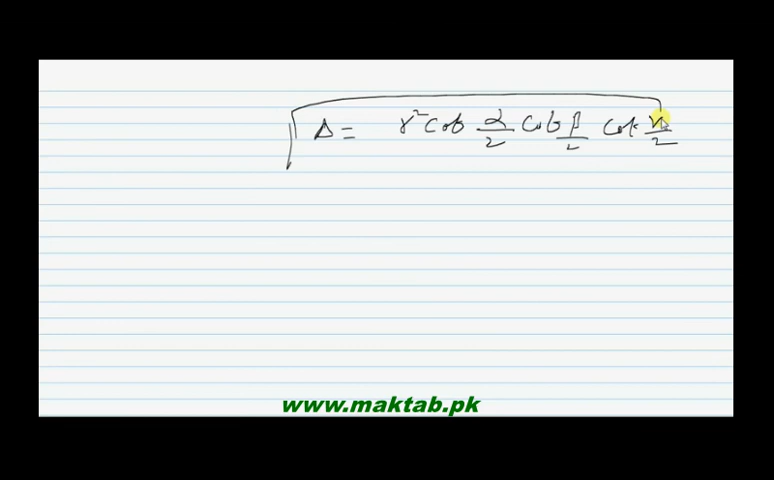 Δ = r² Cot α/2 Cot β/2 Cot γ/2
www.maktab.pk